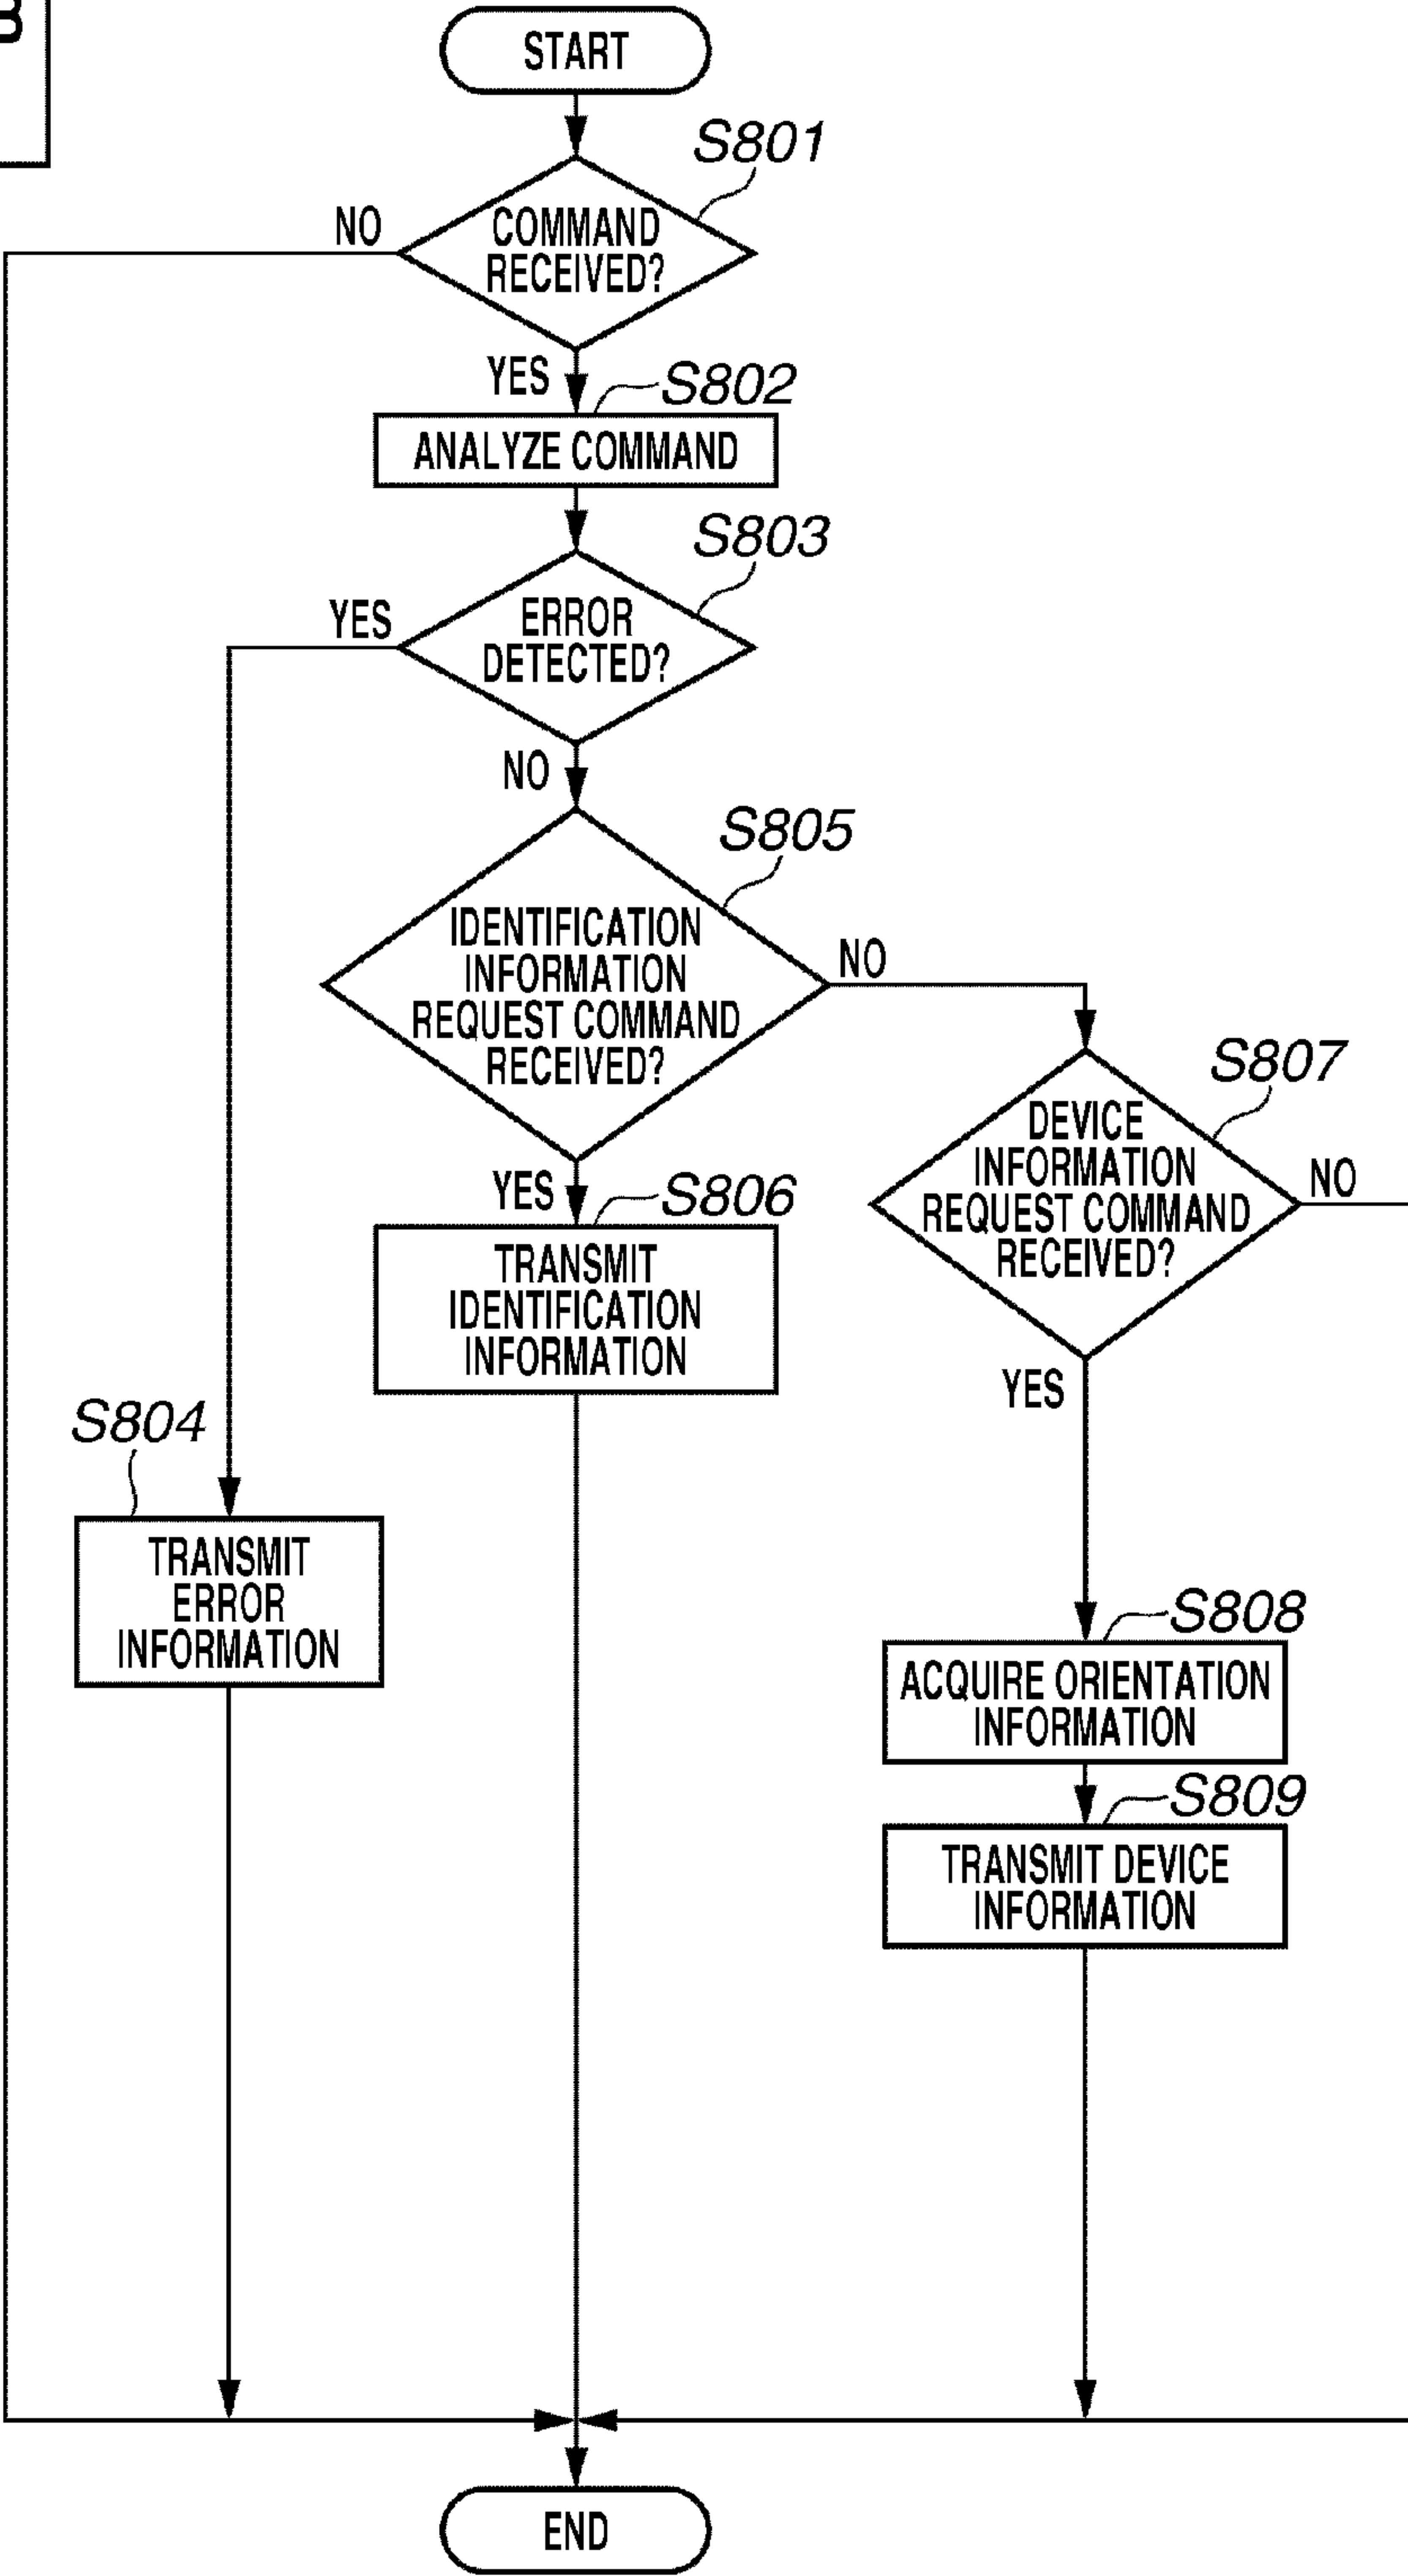 START
S801
NO
COMMAND
RECEIVED?
YES
S802
ANALYZE COMMAND
S803
YES
ERROR
DETECTED?
NO
S805
IDENTIFICATION
INFORMATION
REQUEST COMMAND
RECEIVED?
NO
S807
DEVICE
INFORMATION
REQUEST COMMAND
RECEIVED?
NO
YES
S806
TRANSMIT
IDENTIFICATION
INFORMATION
YES
S804
TRANSMIT
ERROR
INFORMATION
S808
ACQUIRE ORIENTATION
INFORMATION
S809
TRANSMIT DEVICE
INFORMATION
END